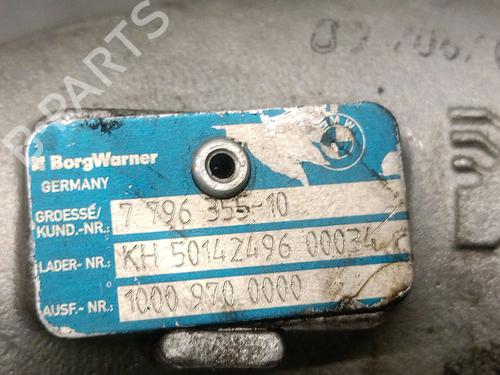 B-PARTS
BMW
BorgWarner
GERMANY
GROESSE/
KUND.-NR.: 7 796 355-10
LADER-NR.: KH 50142496 00034
AUSF.-NR.: 1000 970 0000